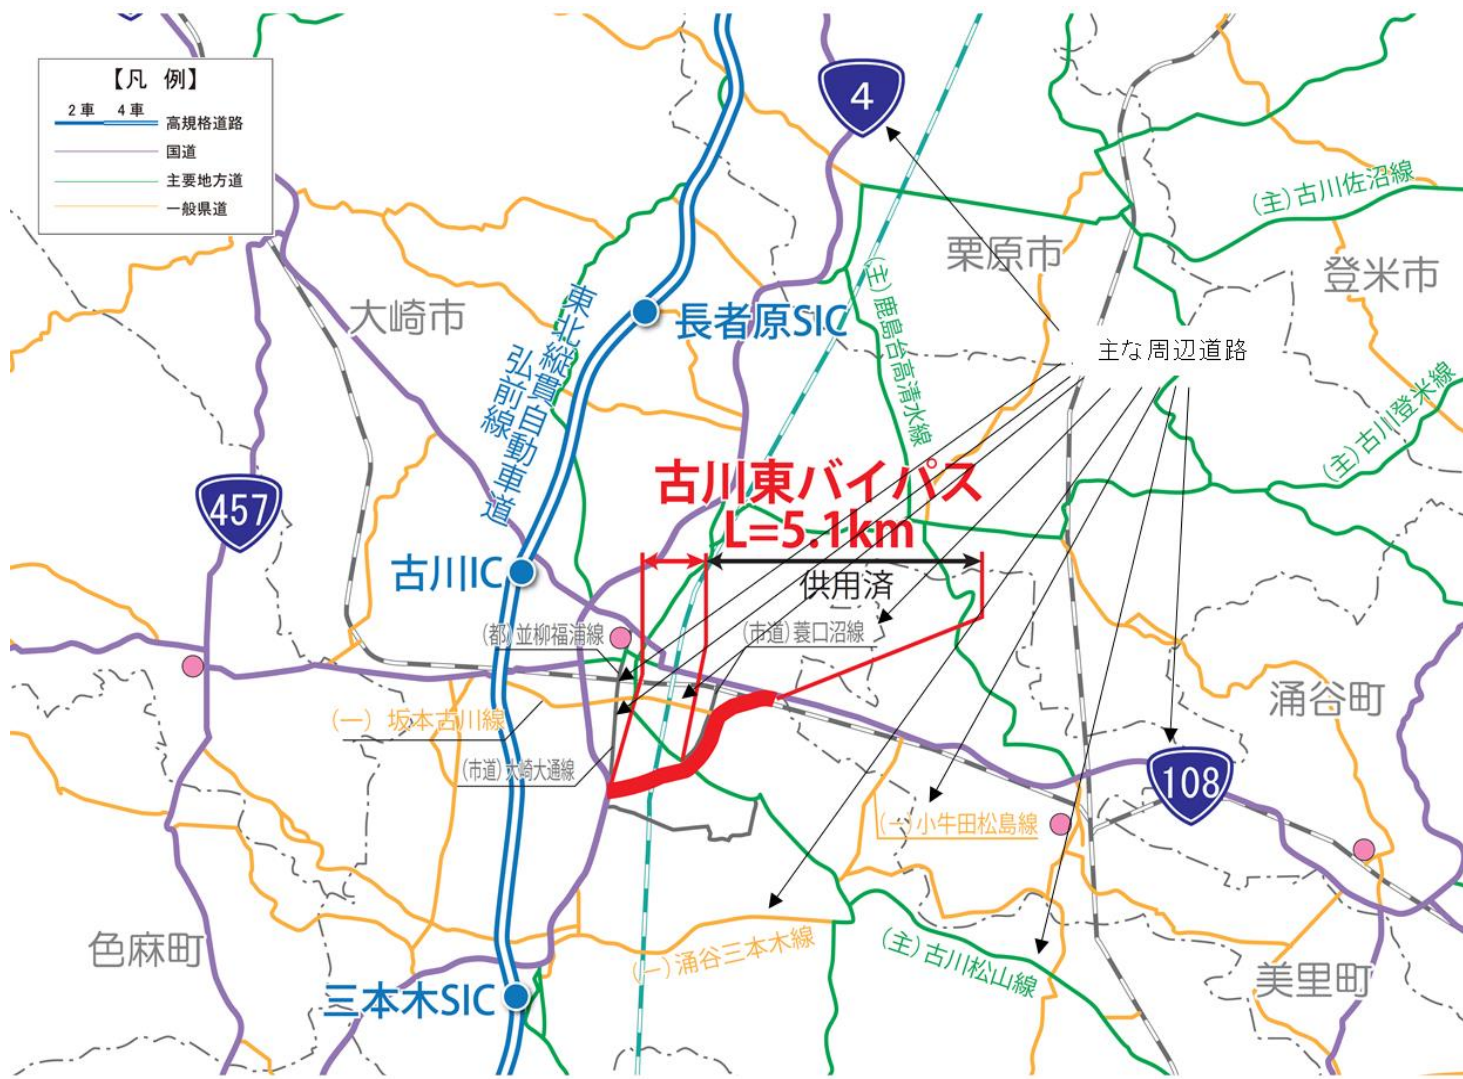 【凡 例】
2車 4車
高規格道路
国道
主要地方道
一般県道
4
(主)古川佐沼線
栗原市
登米市
大崎市
長者原SIC
(主)鹿島台高清水線
東北縦貫自動車道
弘前線
主な周辺道路
(主)古川登米線
457
古川東バイパス
L=5.1km
古川IC
供用済
(都)並柳福浦線
(市道)蓑口沼線
(一)坂本古川線
涌谷町
(市道)大崎大通線
108
(一)小牛田松島線
色麻町
(一)涌谷三本木線
(主)古川松山線
美里町
三本木SIC